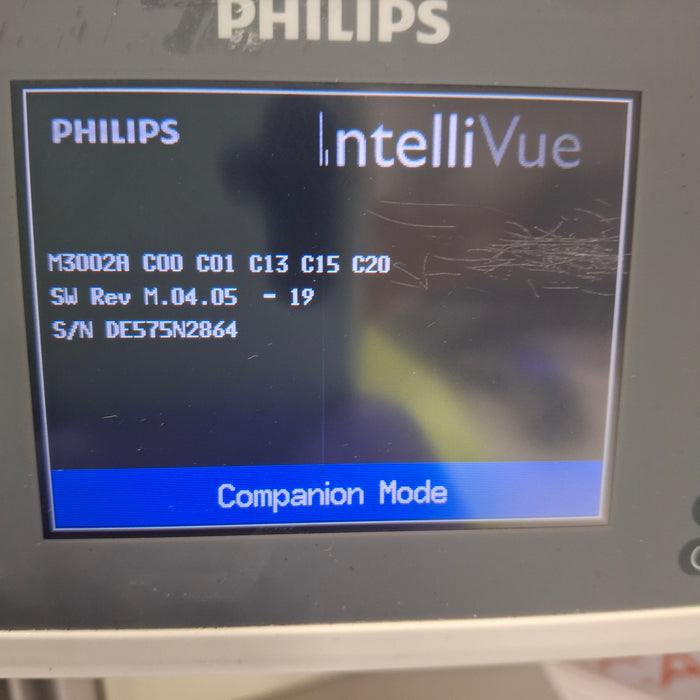 PHILIPS
PHILIPS IntelliVue
M3002A C00 C01 C13 C15 C20
SW Rev M.04.05 - 19
S/N DE575N2864
Companion Mode